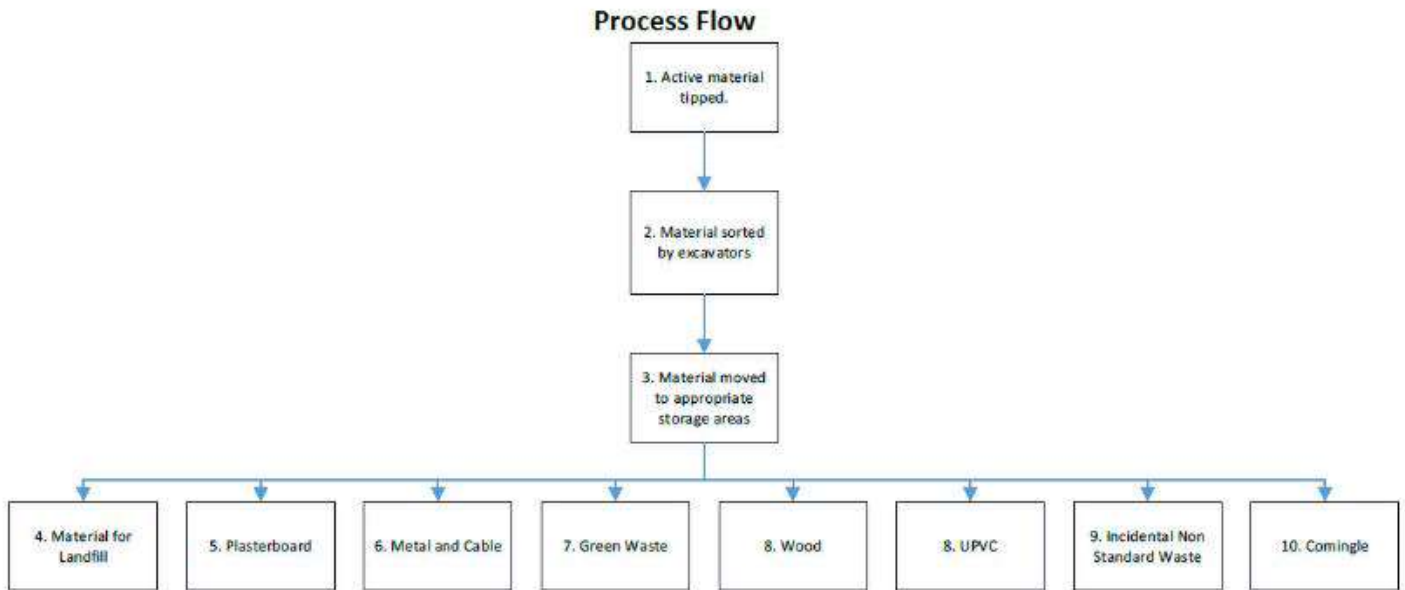 Process Flow
1. Active material
tipped.
2. Material sorted
by excavators
3. Material moved
to appropriate
storage areas
4. Material for
Landfill
5. Plasterboard
6. Metal and Cable
7. Green Waste
8. Wood
8. UPVC
9. Incidental Non
Standard Waste
10. Comingle